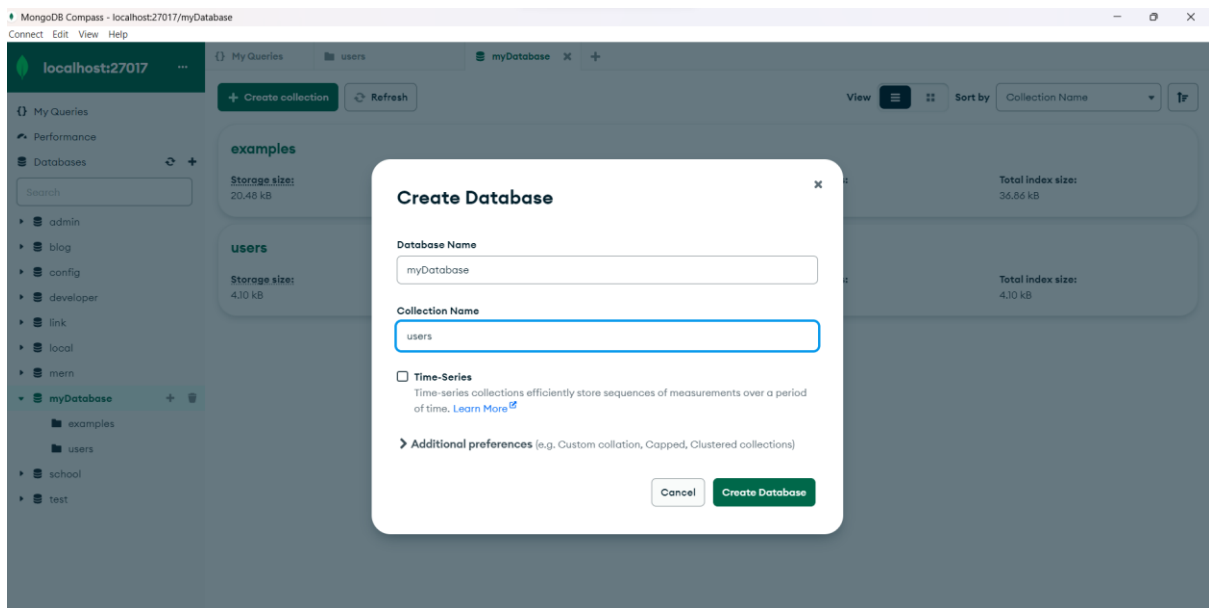 MongoDB Compass - localhost:27017/myDatabase
Connect Edit View Help
localhost:27017 ...
{} My Queries
Performance
Databases
Search
admin
blog
config
developer
link
local
mern
myDatabase
examples
users
school
test
{} My Queries users myDatabase
+ Create collection Refresh View Sort by Collection Name
examples
Storage size: Total index size:
20.48 kB 36.86 kB
users
Storage size: Total index size:
4.10 kB 4.10 kB
Create Database
Database Name
myDatabase
Collection Name
users
Time-Series
Time-series collections efficiently store sequences of measurements over a period
of time. Learn More
Additional preferences (e.g. Custom collation, Capped, Clustered collections)
Cancel Create Database